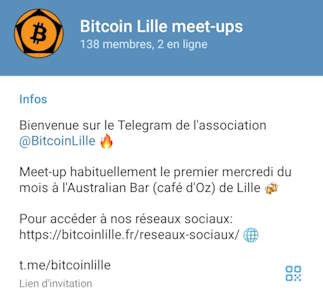 Bitcoin Lille meet-ups
138 membres, 2 en ligne
Infos
Bienvenue sur le Telegram de l'association
@BitcoinLille 🔥
Meet-up habituellement le premier mercredi du
mois à l'Australian Bar (café d'Oz) de Lille 🍻
Pour accéder à nos réseaux sociaux:
https://bitcoinlille.fr/reseaux-sociaux/ 🌐
t.me/bitcoinlille
Lien d'invitation